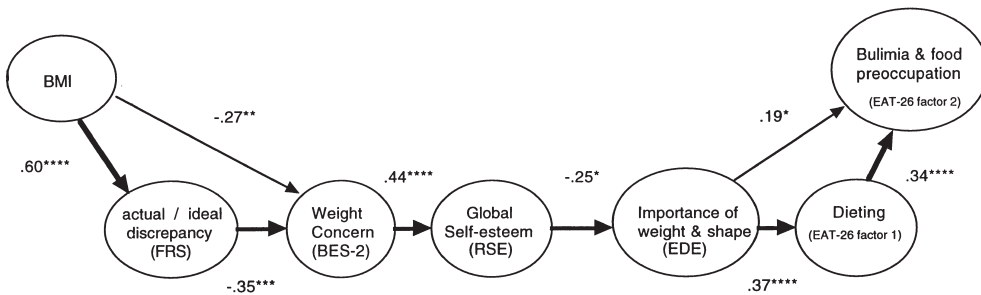 BMI
-.27**
.60****
actual / ideal
discrepancy
(FRS)
-.35***
Weight
Concern
(BES-2)
.44****
Global
Self-esteem
(RSE)
-.25*
Importance of
weight & shape
(EDE)
.19*
.37****
Bulimia & food
preoccupation
(EAT-26 factor 2)
.34****
Dieting
(EAT-26 factor 1)